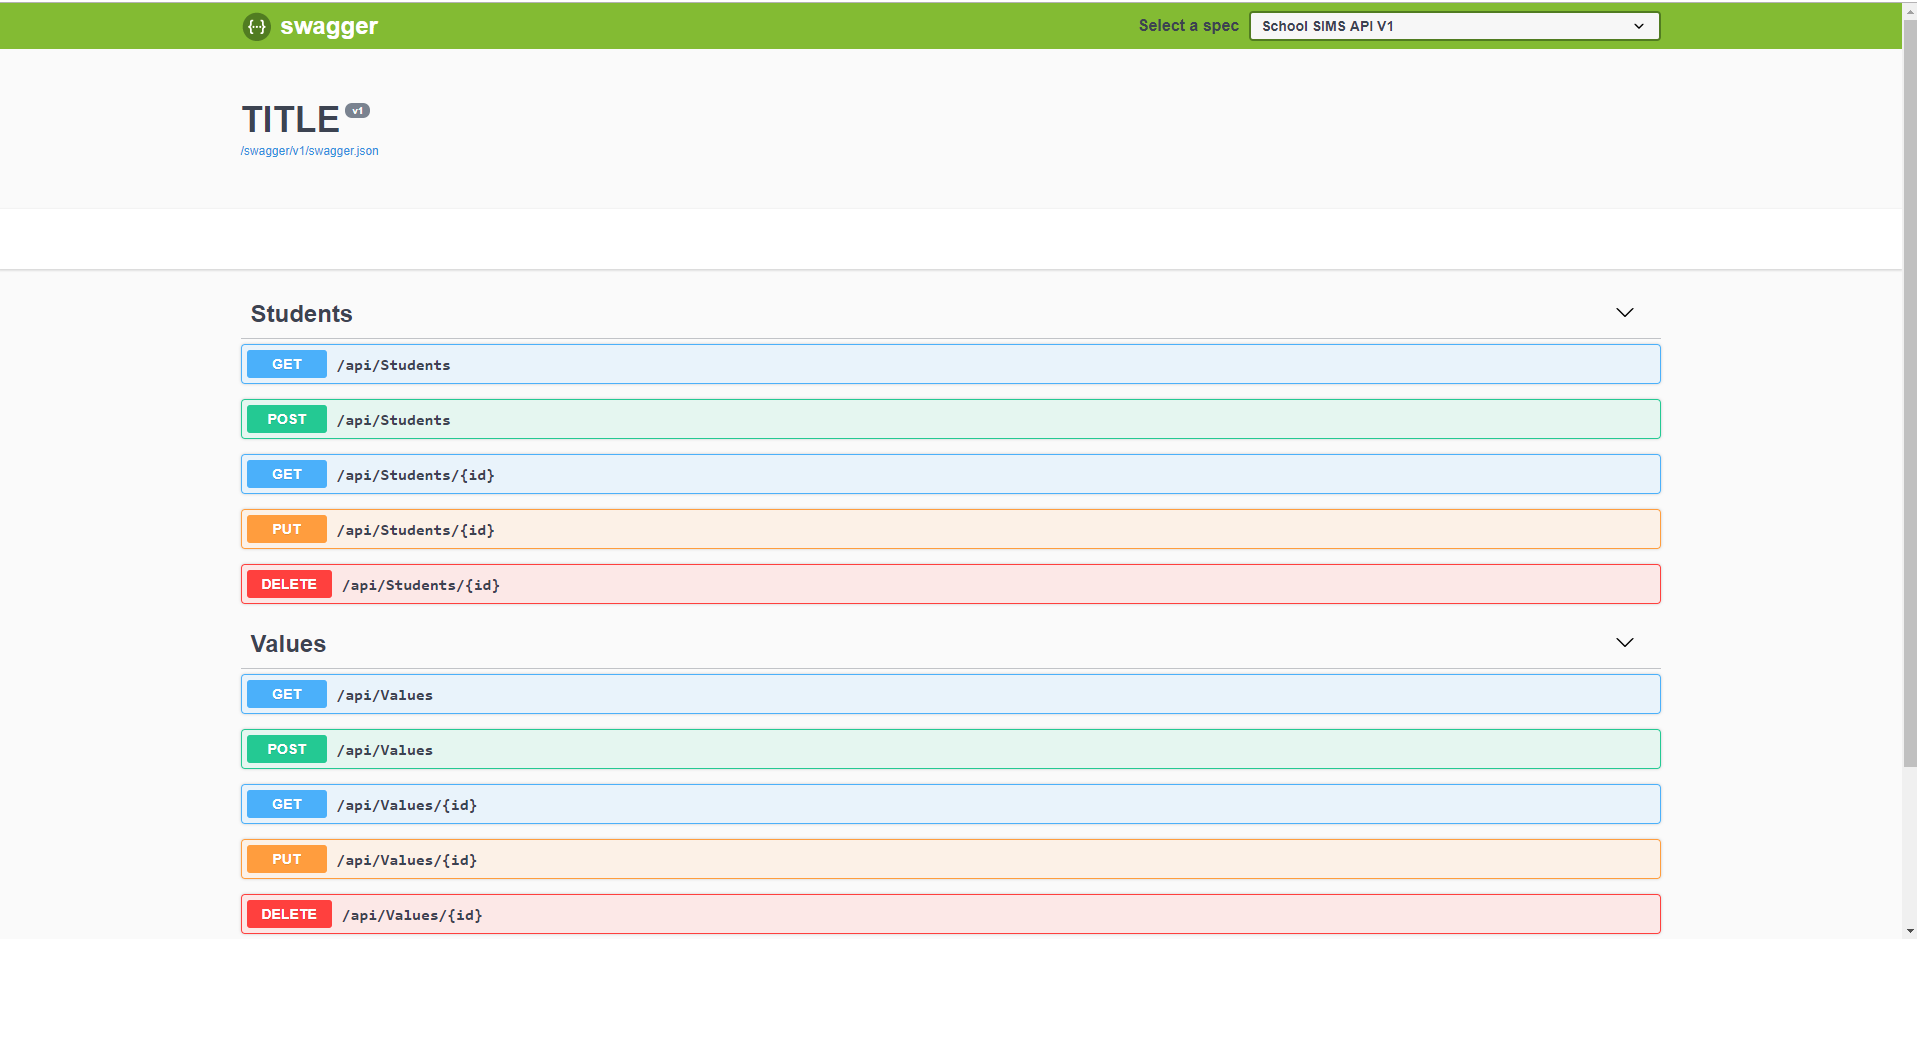 {···} swagger
Select a spec School SIMS API V1
TITLE v1
/swagger/v1/swagger.json
Students
GET /api/Students
POST /api/Students
GET /api/Students/{id}
PUT /api/Students/{id}
DELETE /api/Students/{id}
Values
GET /api/Values
POST /api/Values
GET /api/Values/{id}
PUT /api/Values/{id}
DELETE /api/Values/{id}